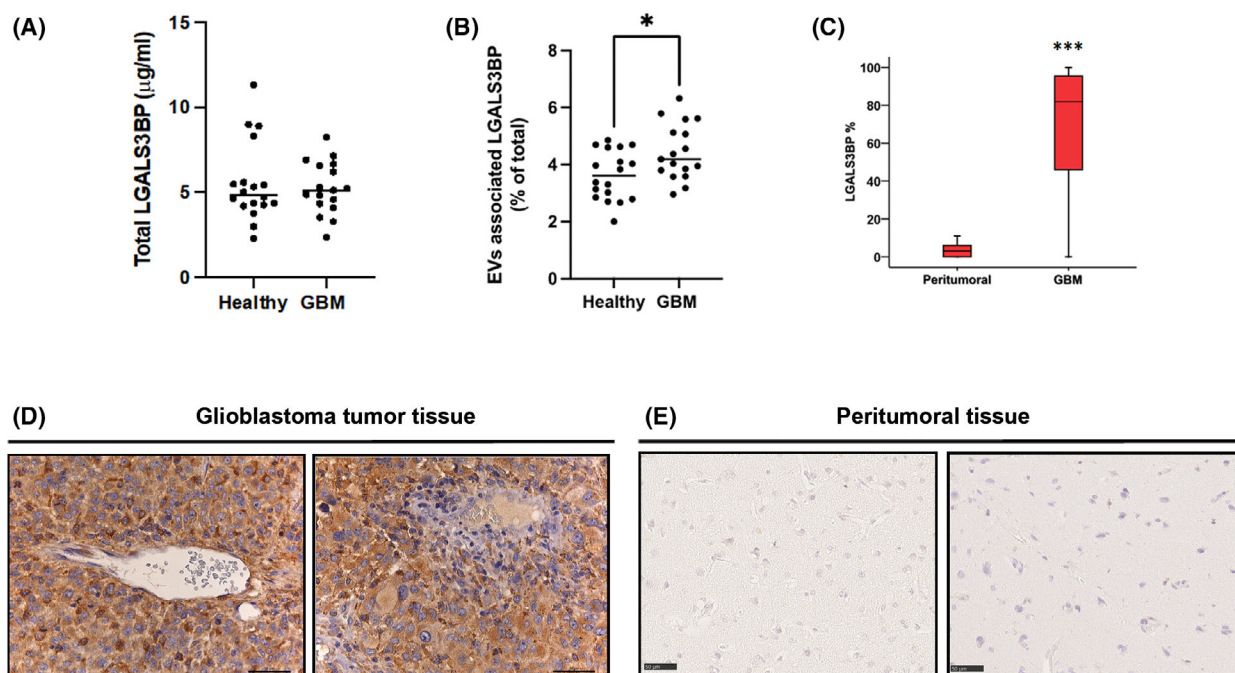 (A)
Total LGALS3BP (μg/ml)
15
10
5
0
Healthy GBM
(B)
EVs associated LGALS3BP
(% of total)
8
6
4
2
0
*
Healthy GBM
(C)
LGALS3BP %
100
80
60
40
20
0
***
Peritumoral GBM
(D) Glioblastoma tumor tissue
(E) Peritumoral tissue
50 μm
50 μm